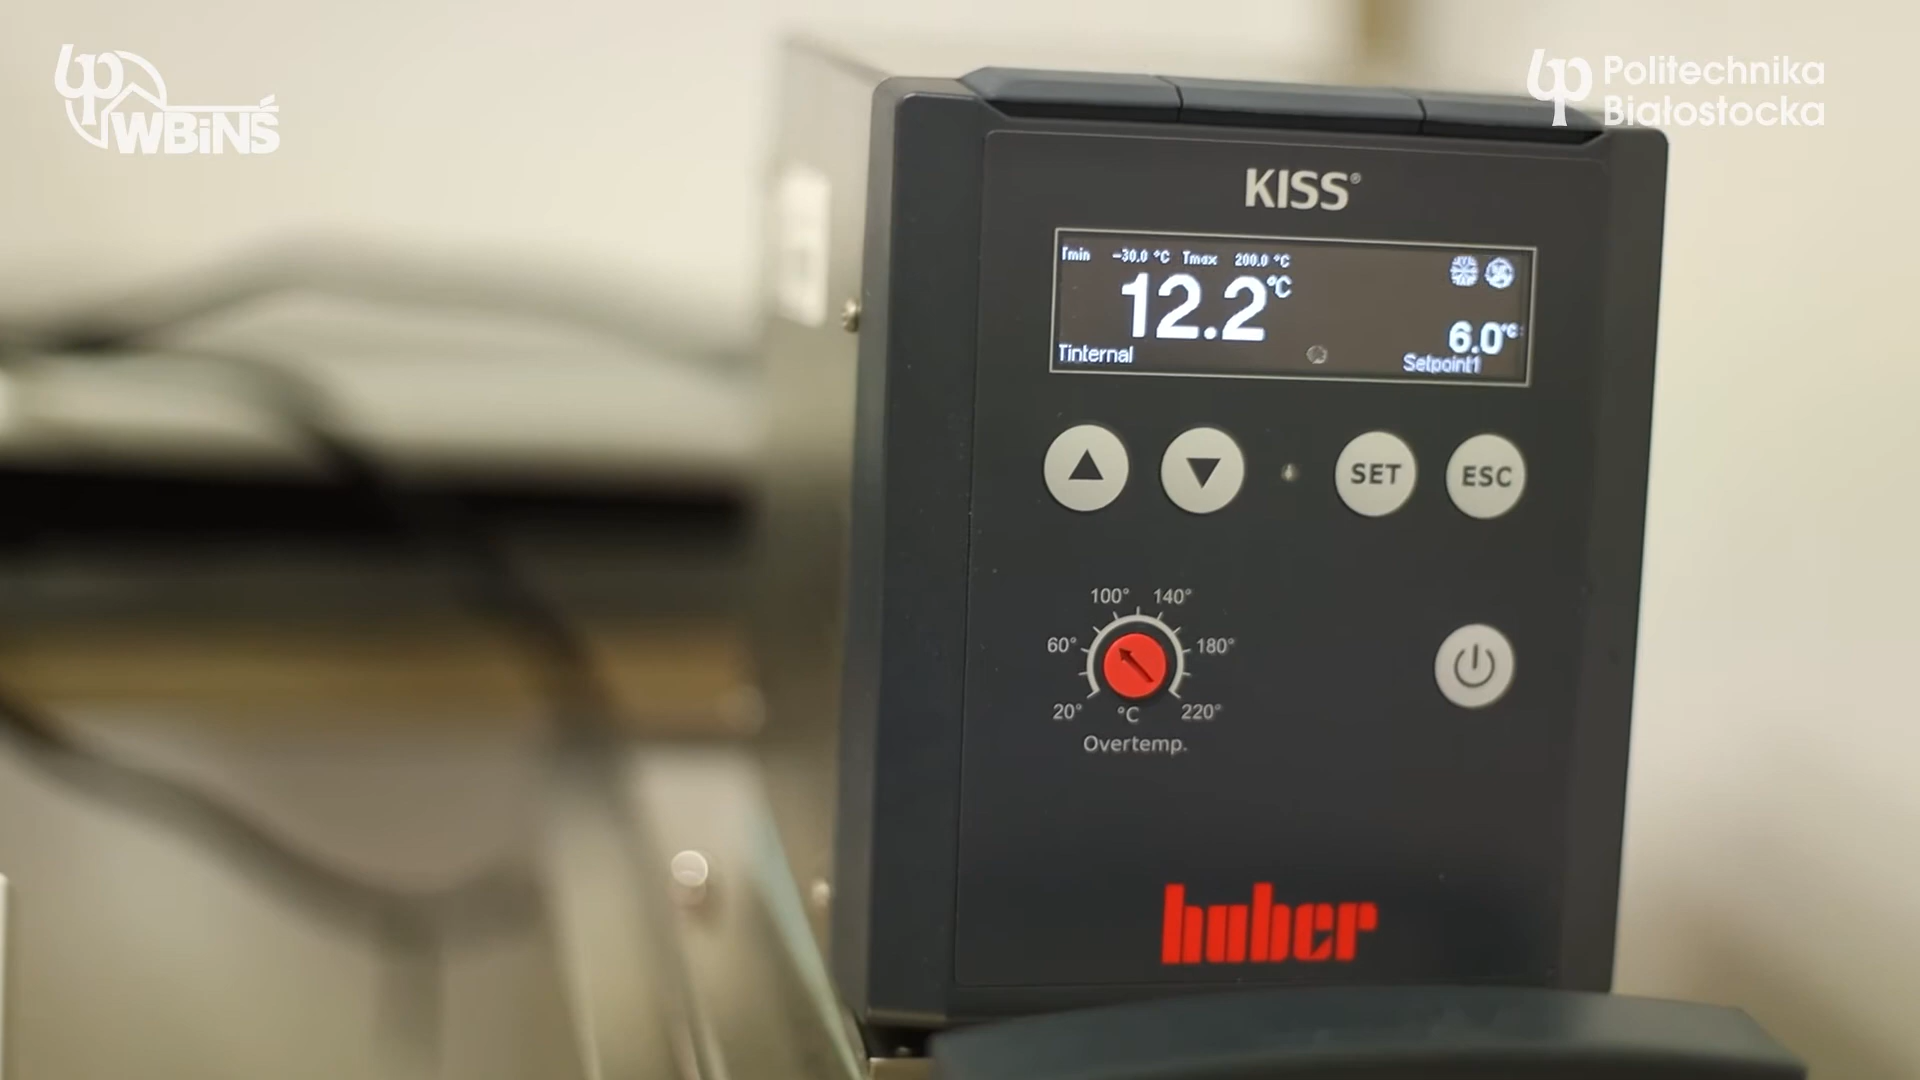 WBiNŚ
Politechnika
Białostocka
KISS®
Tmin -30.0 °C Tmax 200.0 °C
12.2 °C
6.0 °C
Tinternal
Setpoint1
SET ESC
100° 140°
60° 180°
20° °C 220°
Overtemp.
huber